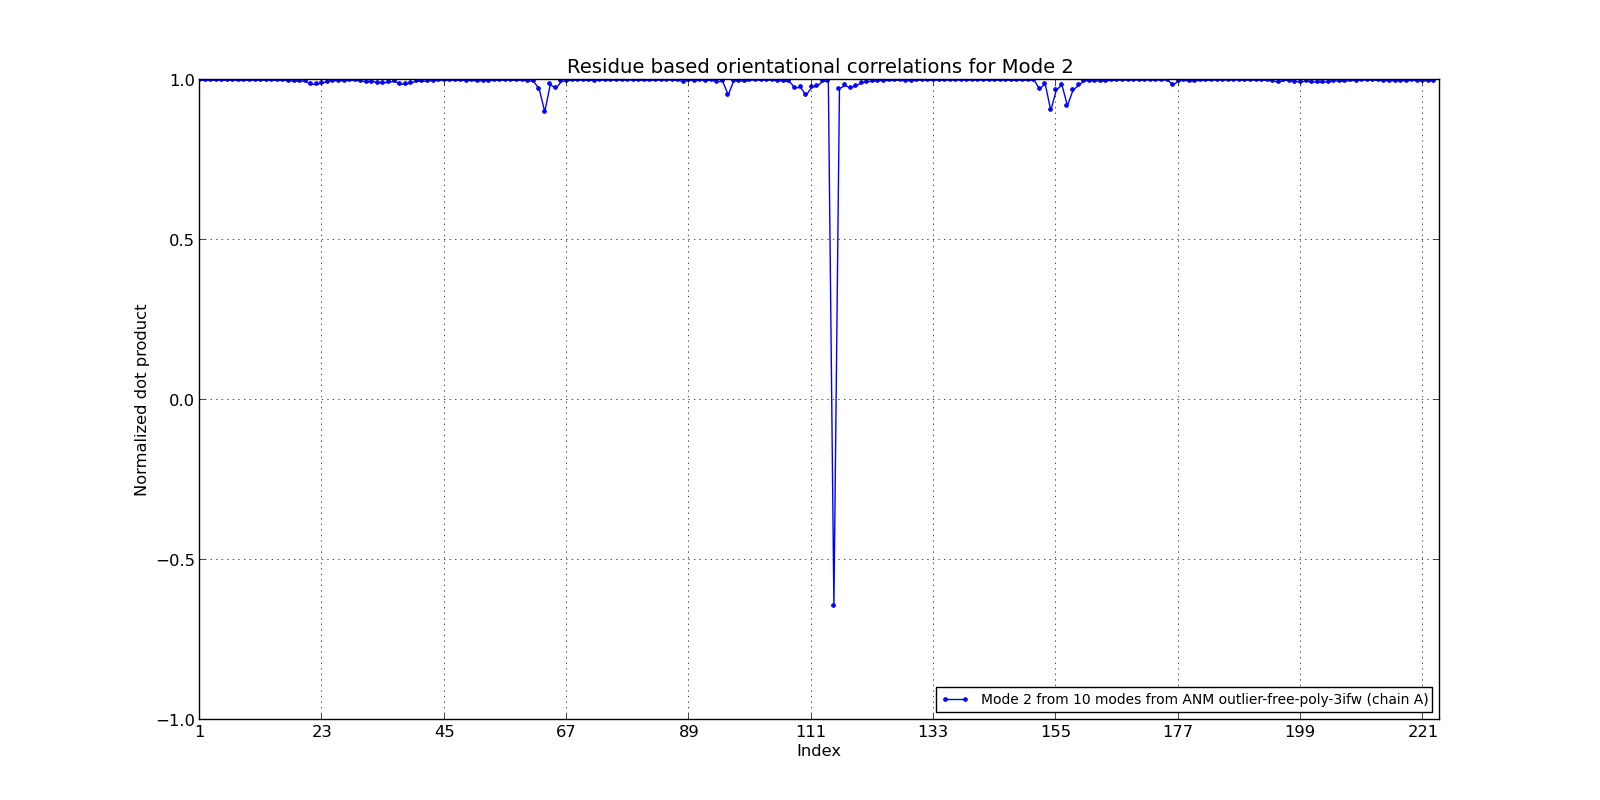 Residue based orientational correlations for Mode 2
1.0
0.5
0.0
−0.5
−1.0
Normalized dot product
1 23 45 67 89 111 133 155 177 199 221
Index
Mode 2 from 10 modes from ANM outlier-free-poly-3ifw (chain A)